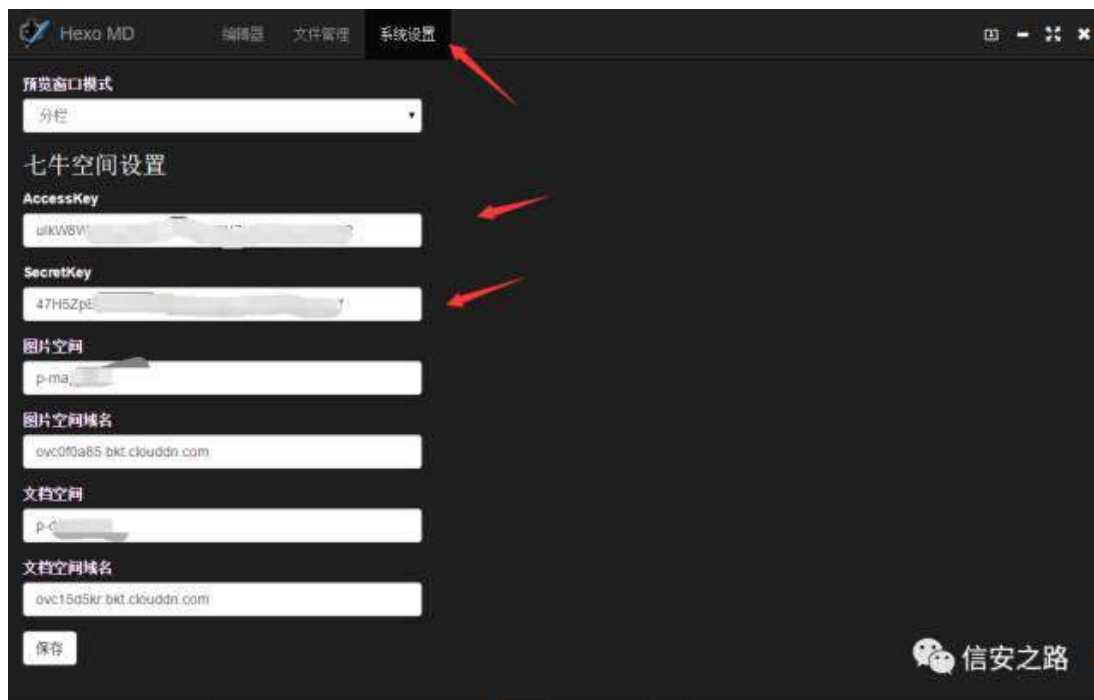 Hexo MD 编辑器 文件管理 系统设置
预览窗口模式
分栏
七牛空间设置
AccessKey
SecretKey
47H5Zp
图片空间
p-ma
图片空间域名
ovc0f0a85.bkt.clouddn.com
文档空间
p-
文档空间域名
ovc15d5kr.bkt.clouddn.com
保存
信安之路